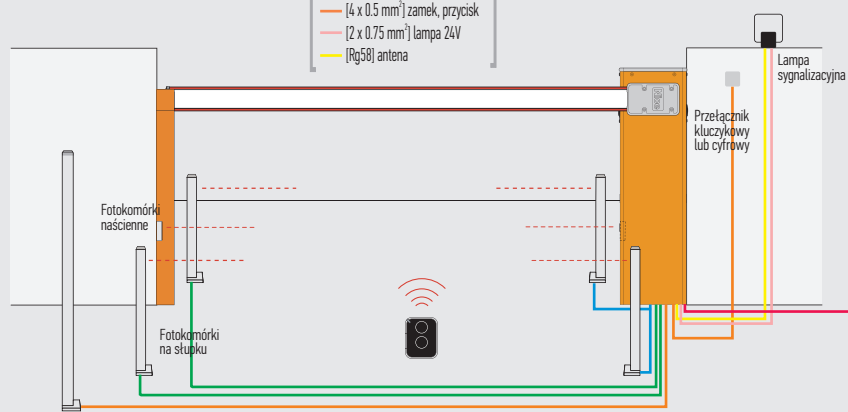 [4 x 0.5 mm²] zamek, przycisk
[2 x 0.75 mm²] lampa 24V
[Rg58] antena
Lampa
sygnalizacyjna
Przełącznik
kluczykowy
lub cyfrowy
Fotokomórki
naścienne
Fotokomórki
na słupku